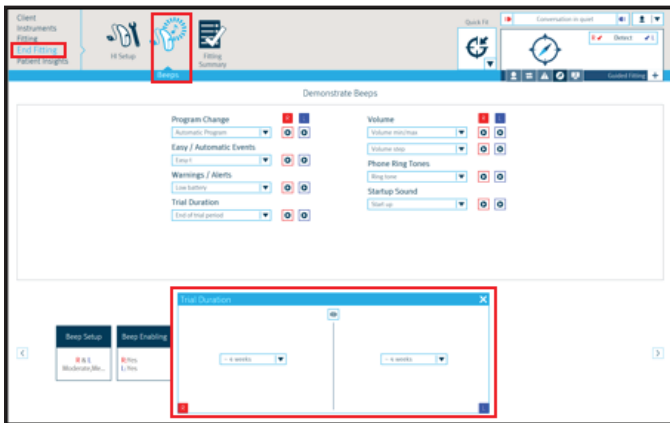 Client
Instruments
Fitting
End Fitting
Patient Insights
HI Setup
Beeps
Fitting
Summary
Quick Fit
Conversation in quiet
R Detect L
Guided Fitting
Demonstrate Beeps
Program Change R L
Automatic Program
Easy / Automatic Events
Easy-t
Warnings / Alerts
Low battery
Trial Duration
End of trial period
Volume R L
Volume min/max
Volume step
Phone Ring Tones
Ring tone
Startup Sound
Start up
Trial Duration
~ 4 weeks
~ 4 weeks
R
L
Beep Setup
R & L
Moderate,Me...
Beep Enabling
R:Yes
L:Yes